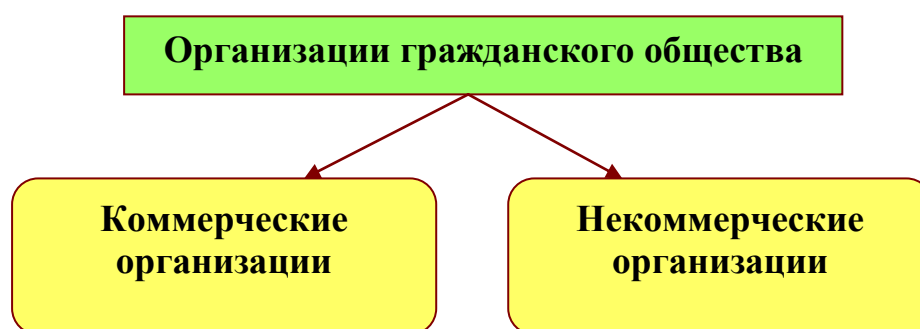 Организации гражданского общества
Коммерческие
организации
Некоммерческие
организации